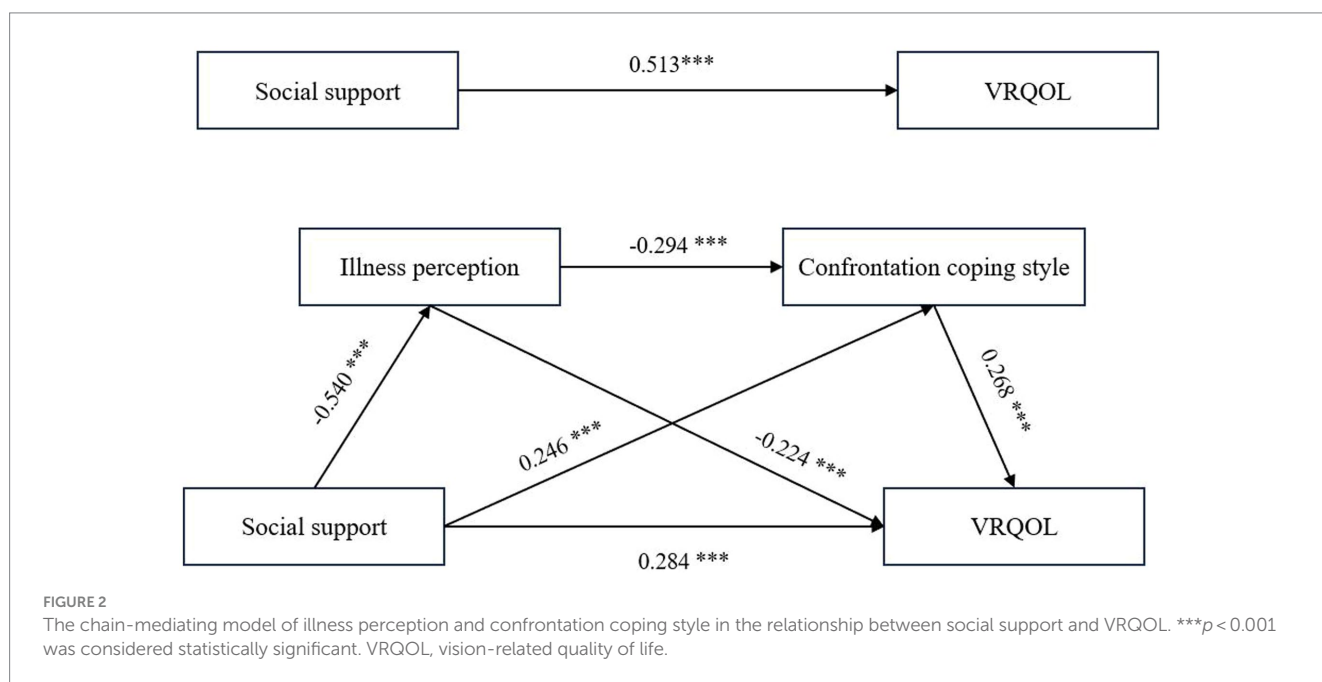 0.513***
Social support
VRQOL
-0.294 ***
Illness perception
Confrontation coping style
-0.540 ***
0.268 ***
0.246 ***
-0.224 ***
Social support
VRQOL
0.284 ***
FIGURE 2
The chain-mediating model of illness perception and confrontation coping style in the relationship between social support and VRQOL. ***p < 0.001
was considered statistically significant. VRQOL, vision-related quality of life.